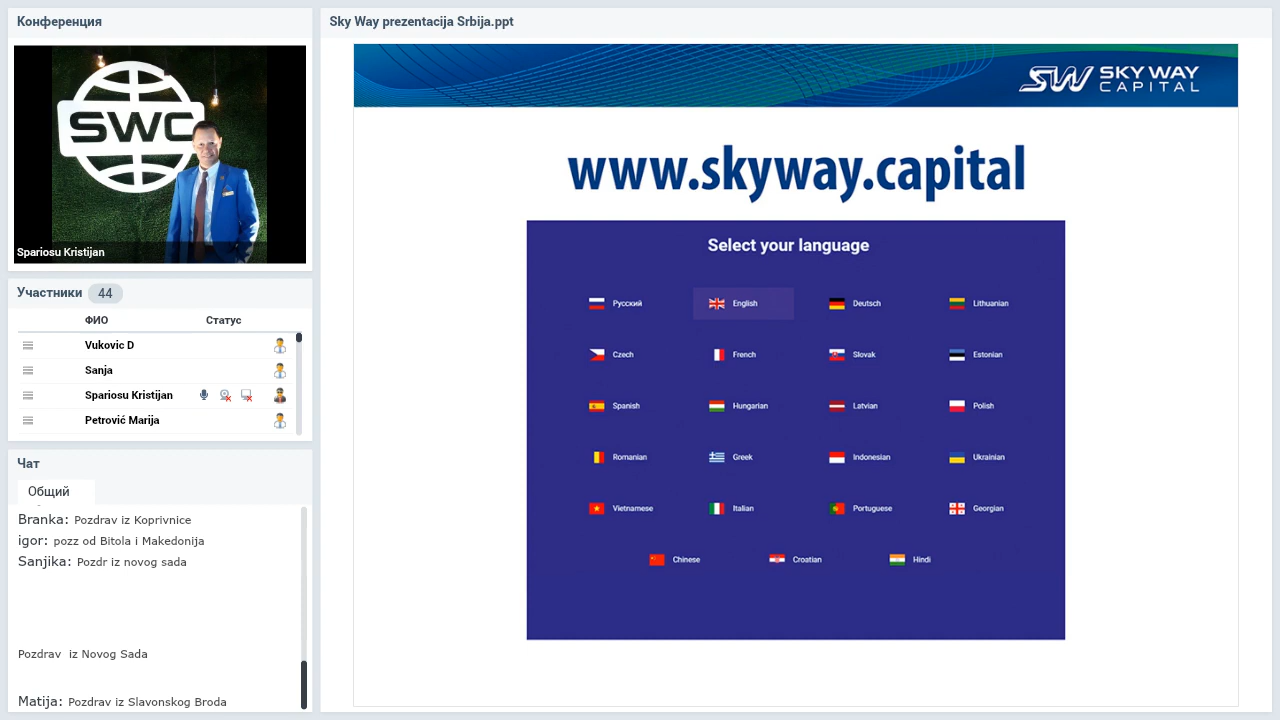 Конференция
SWC
Spariosu Kristijan
Участники 44
ФИО Статус
Vukovic D
Sanja
Spariosu Kristijan
Petrović Marija
Чат
Общий
Branka: Pozdrav iz Koprivnice
igor: pozz od Bitola i Makedonija
Sanjika: Pozdr iz novog sada
Pozdrav iz Novog Sada
Matija: Pozdrav iz Slavonskog Broda
Sky Way prezentacija Srbija.ppt
SW SKY WAY
CAPITAL
www.skyway.capital
Select your language
Русский English Deutsch Lithuanian
Czech French Slovak Estonian
Spanish Hungarian Latvian Polish
Romanian Greek Indonesian Ukrainian
Vietnamese Italian Portuguese Georgian
Chinese Croatian Hindi